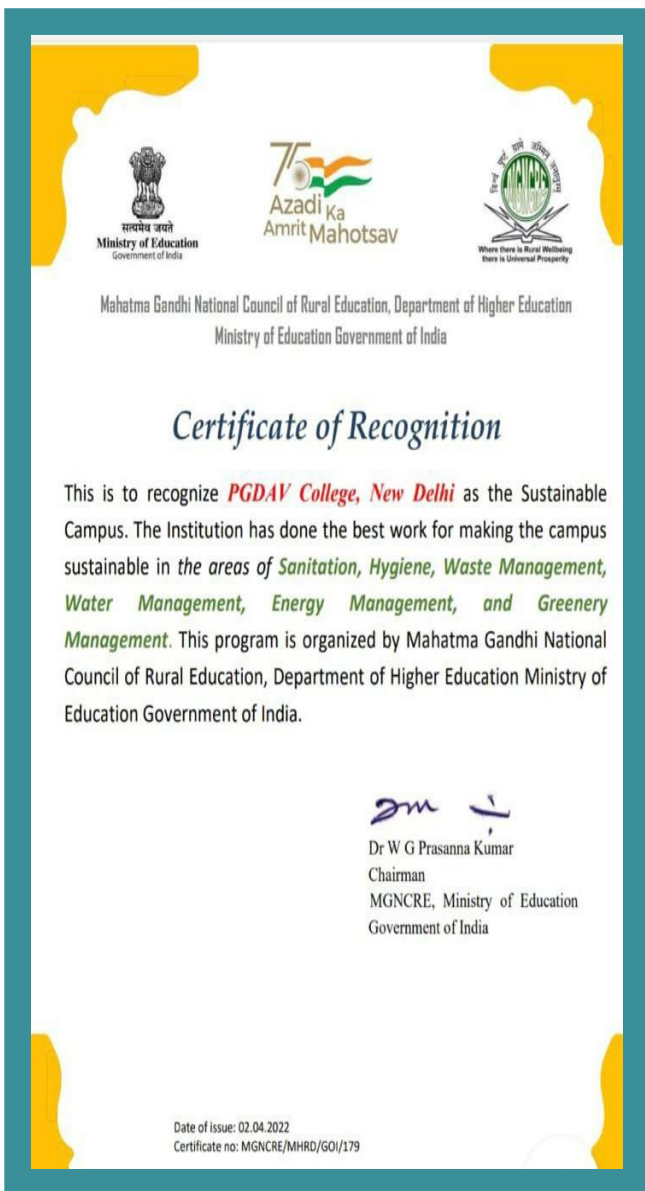 सत्यमेव जयते
Ministry of Education
Government of India
75
Azadi Ka
Amrit Mahotsav
MGNCRE
Where there is Rural Wellbeing
there is Universal Prosperity
Mahatma Gandhi National Council of Rural Education, Department of Higher Education
Ministry of Education Government of India
Certificate of Recognition
This is to recognize PGDAV College, New Delhi as the Sustainable
Campus. The Institution has done the best work for making the campus
sustainable in the areas of Sanitation, Hygiene, Waste Management,
Water Management, Energy Management, and Greenery
Management. This program is organized by Mahatma Gandhi National
Council of Rural Education, Department of Higher Education Ministry of
Education Government of India.
Dr W G Prasanna Kumar
Chairman
MGNCRE, Ministry of Education
Government of India
Date of issue: 02.04.2022
Certificate no: MGNCRE/MHRD/GOI/179